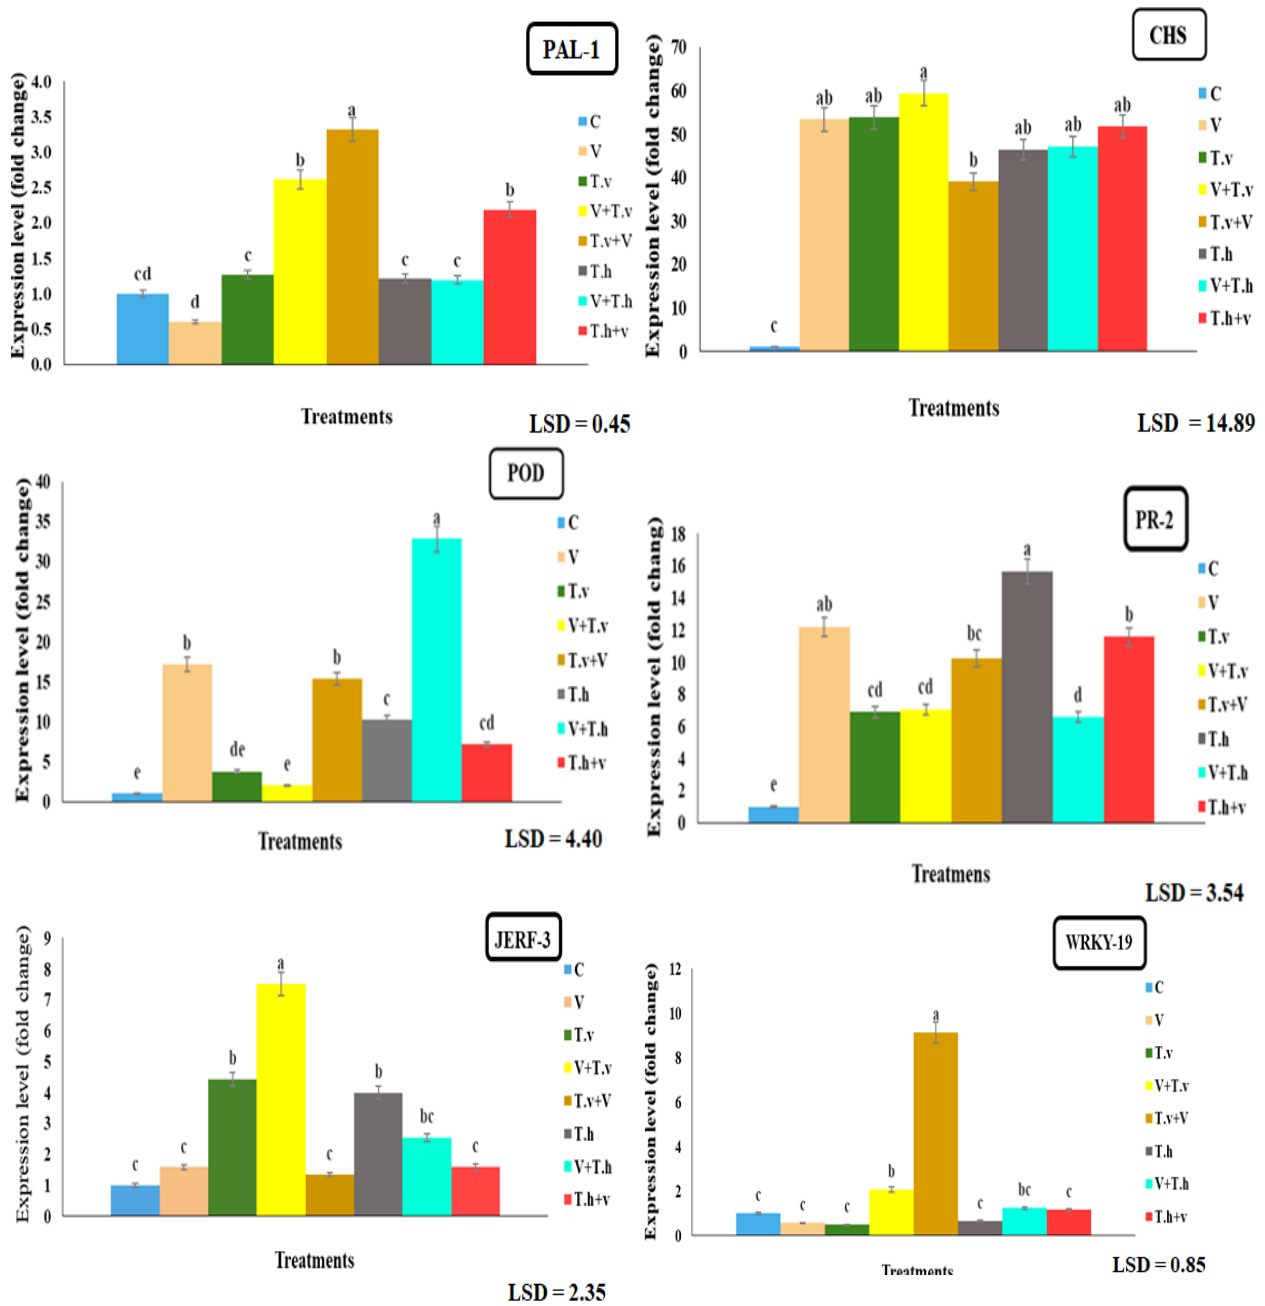 PAL-1
Expression level (fold change)
4.0
3.5
3.0
2.5
2.0
1.5
1.0
0.5
0.0
cd
d
c
b
a
c
c
b
C
V
T.v
V+T.v
T.v+V
T.h
V+T.h
T.h+v
Treatments
LSD = 0.45
CHS
Expression level (fold change)
70
60
50
40
30
20
10
0
c
ab
ab
a
b
ab
ab
ab
C
V
T.v
V+T.v
T.v+V
T.h
V+T.h
T.h+v
Treatments
LSD = 14.89
POD
Expression level (fold change)
40
35
30
25
20
15
10
5
0
e
b
de
e
b
c
a
cd
C
V
T.v
V+T.v
T.v+V
T.h
V+T.h
T.h+v
Treatments
LSD = 4.40
PR-2
Expression level (fold chang)
18
16
14
12
10
8
6
4
2
0
e
ab
cd
cd
bc
a
d
b
C
V
T.v
V+T.v
T.v+V
T.h
V+T.h
T.h+v
Treatmens
LSD = 3.54
JERF-3
Expression level (fold change)
9
8
7
6
5
4
3
2
1
0
c
c
b
a
c
b
bc
c
C
V
T.v
V+T.v
T.v+V
T.h
V+T.h
T.h+v
Treatments
LSD = 2.35
WRKY-19
Expression level (fold change)
12
10
8
6
4
2
0
c
c
c
b
a
c
bc
c
C
V
T.v
V+T.v
T.v+V
T.h
V+T.h
T.h+v
Treatments
LSD = 0.85